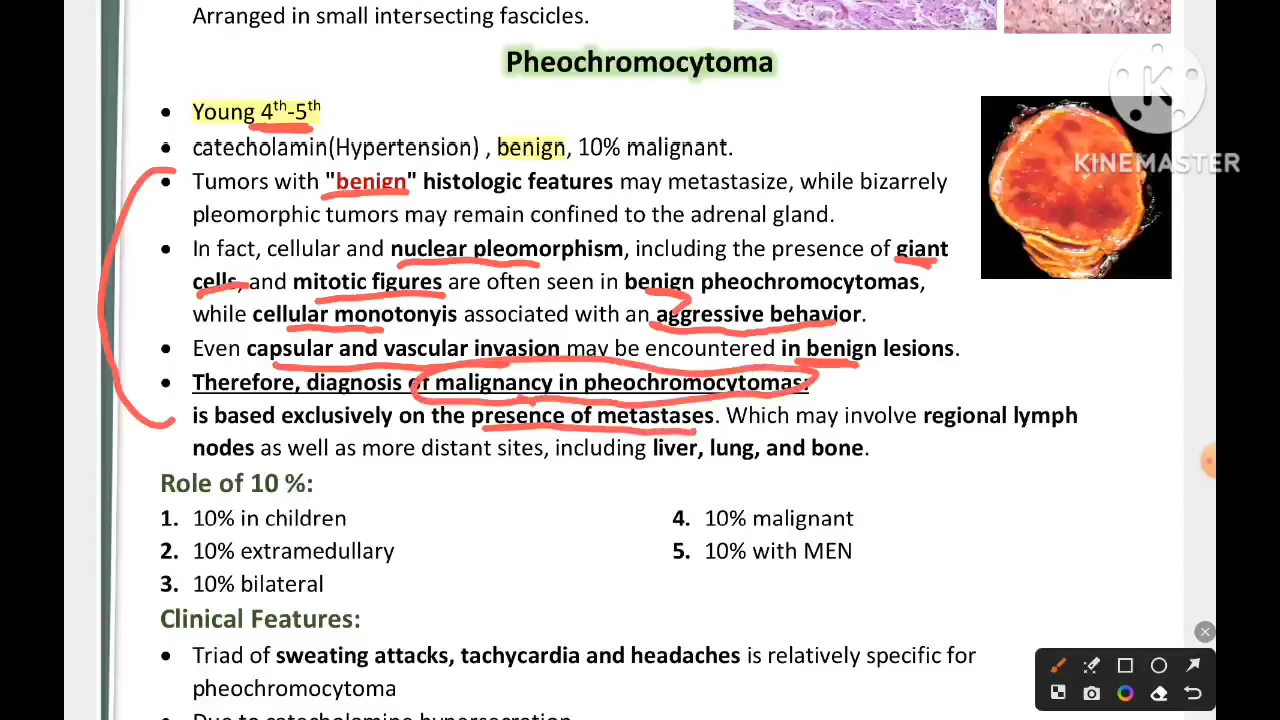 Arranged in small intersecting fascicles.
Pheochromocytoma
• Young 4th-5th
• catecholamin(Hypertension) , benign, 10% malignant.
• Tumors with "benign" histologic features may metastasize, while bizarrely
pleomorphic tumors may remain confined to the adrenal gland.
• In fact, cellular and nuclear pleomorphism, including the presence of giant
cells, and mitotic figures are often seen in benign pheochromocytomas,
while cellular monotonyis associated with an aggressive behavior.
• Even capsular and vascular invasion may be encountered in benign lesions.
• Therefore, diagnosis of malignancy in pheochromocytomas:
is based exclusively on the presence of metastases. Which may involve regional lymph
nodes as well as more distant sites, including liver, lung, and bone.
Role of 10 %:
1. 10% in children
2. 10% extramedullary
3. 10% bilateral
4. 10% malignant
5. 10% with MEN
Clinical Features:
• Triad of sweating attacks, tachycardia and headaches is relatively specific for
pheochromocytoma
• Due to catecholamine hypersecretion
K
KINEMASTER